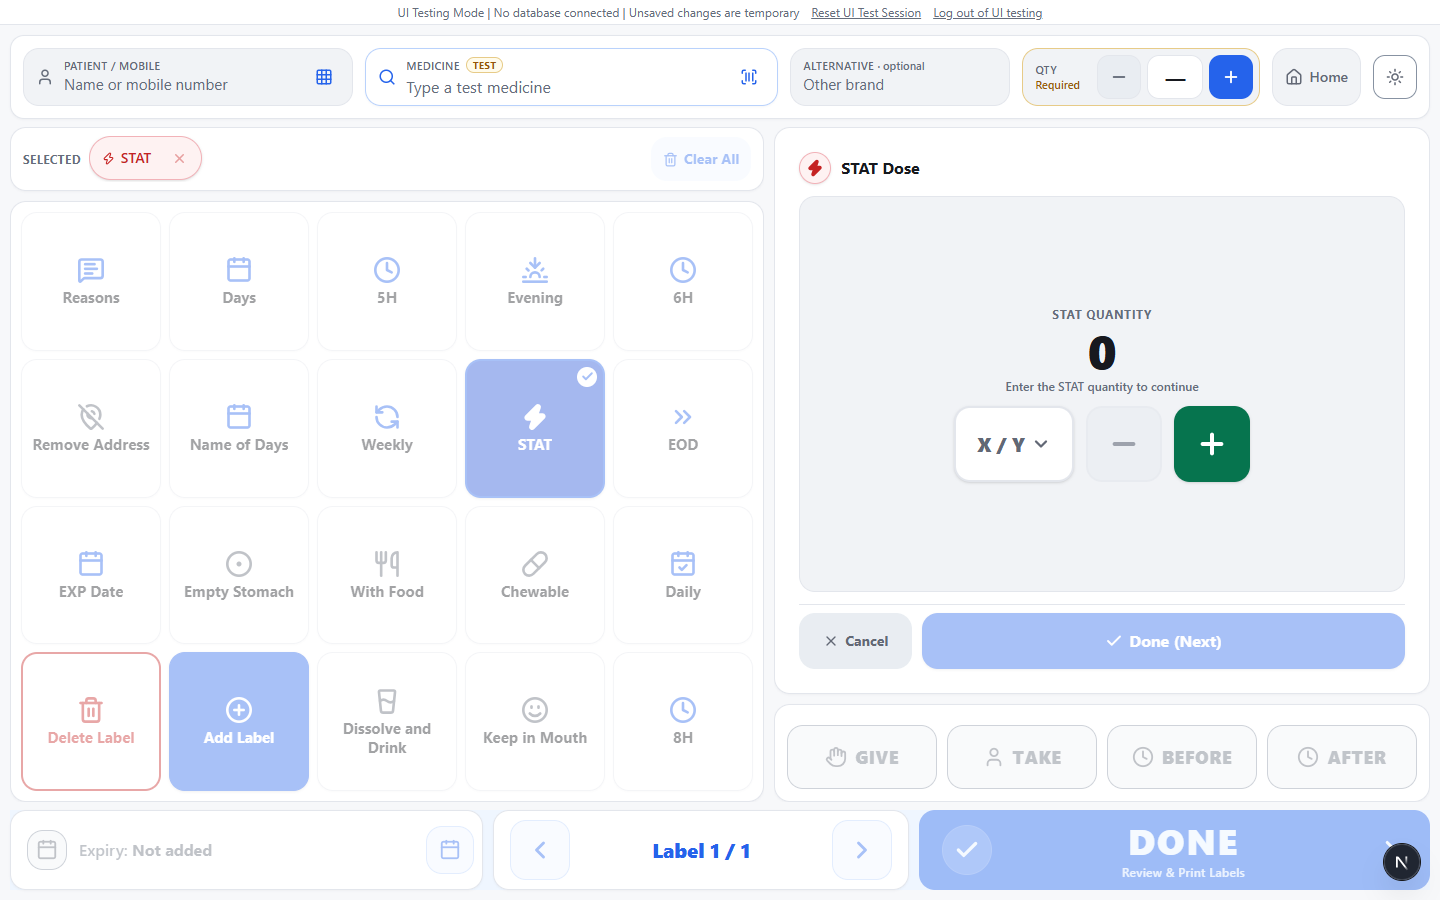 UI Testing Mode | No database connected | Unsaved changes are temporary Reset UI Test Session Log out of UI testing
PATIENT / MOBILE
Name or mobile number
MEDICINE TEST
Type a test medicine
ALTERNATIVE · optional
Other brand
QTY
Required
—
Home
SELECTED
STAT
Clear All
Reasons
Days
5H
Evening
6H
Remove Address
Name of Days
Weekly
STAT
EOD
EXP Date
Empty Stomach
With Food
Chewable
Daily
Delete Label
Add Label
Dissolve and
Drink
Keep in Mouth
8H
STAT Dose
STAT QUANTITY
0
Enter the STAT quantity to continue
X / Y
Cancel
Done (Next)
GIVE
TAKE
BEFORE
AFTER
Expiry: Not added
Label 1 / 1
DONE
Review & Print Labels
N